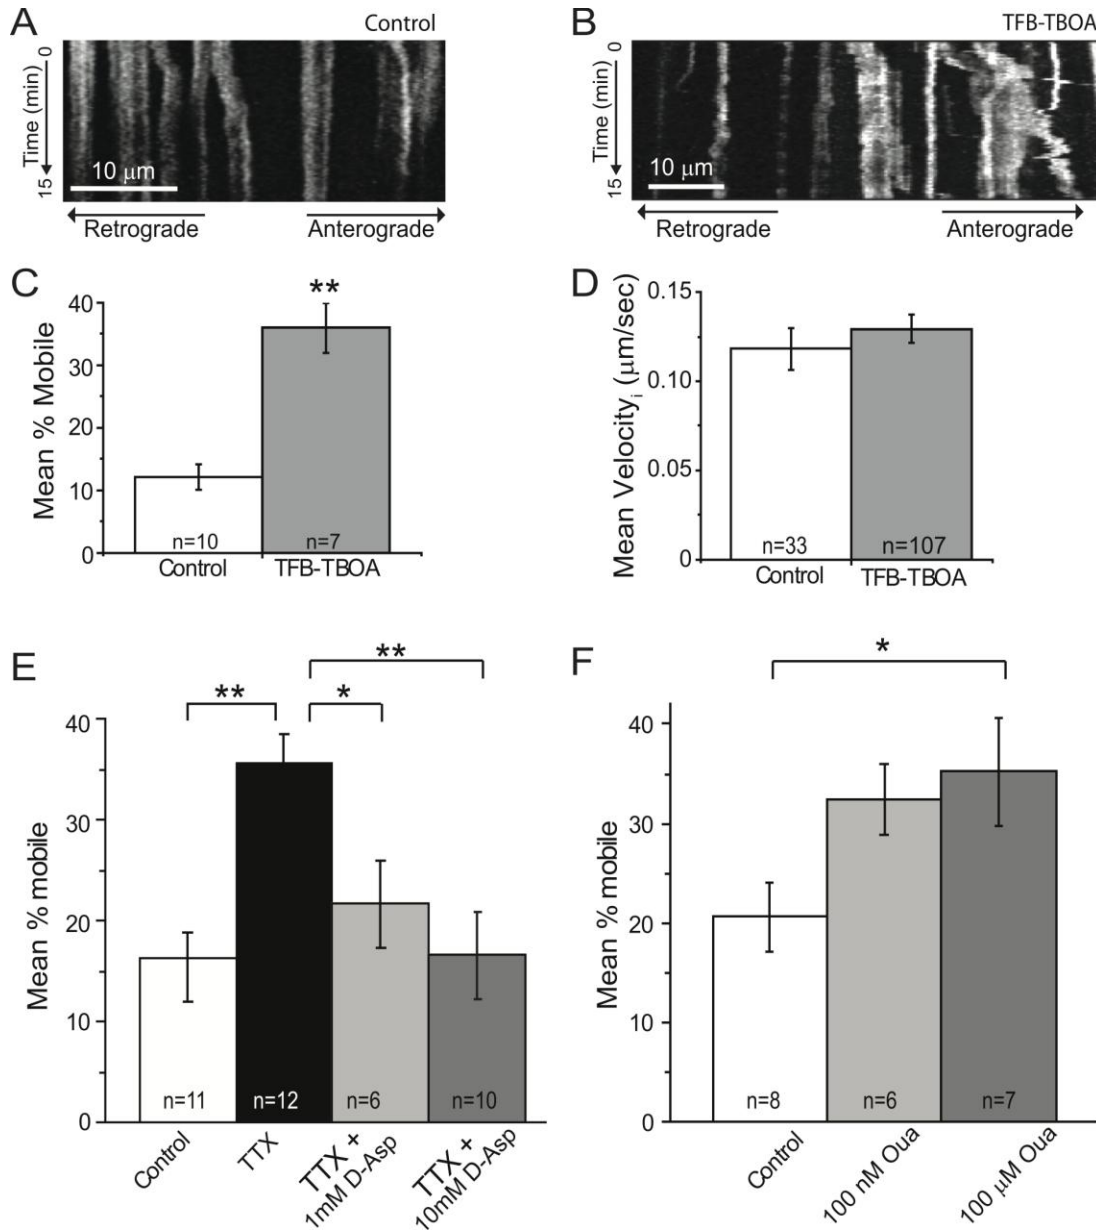 A
Control
Time (min)
0
15
10 μm
Retrograde
Anterograde
B
TFB-TBOA
Time (min)
0
15
10 μm
Retrograde
Anterograde
C
Mean % Mobile
40
30
20
10
0
**
n=10
n=7
Control
TFB-TBOA
D
Mean Velocityi (μm/sec)
0.15
0.10
0.05
0
n=33
n=107
Control
TFB-TBOA
E
Mean % mobile
40
30
20
10
0
**
*
**
n=11
n=12
n=6
n=10
Control
TTX
TTX +
1mM D-Asp
TTX +
10mM D-Asp
F
Mean % mobile
40
30
20
10
0
*
n=8
n=6
n=7
Control
100 nM Oua
100 μM Oua